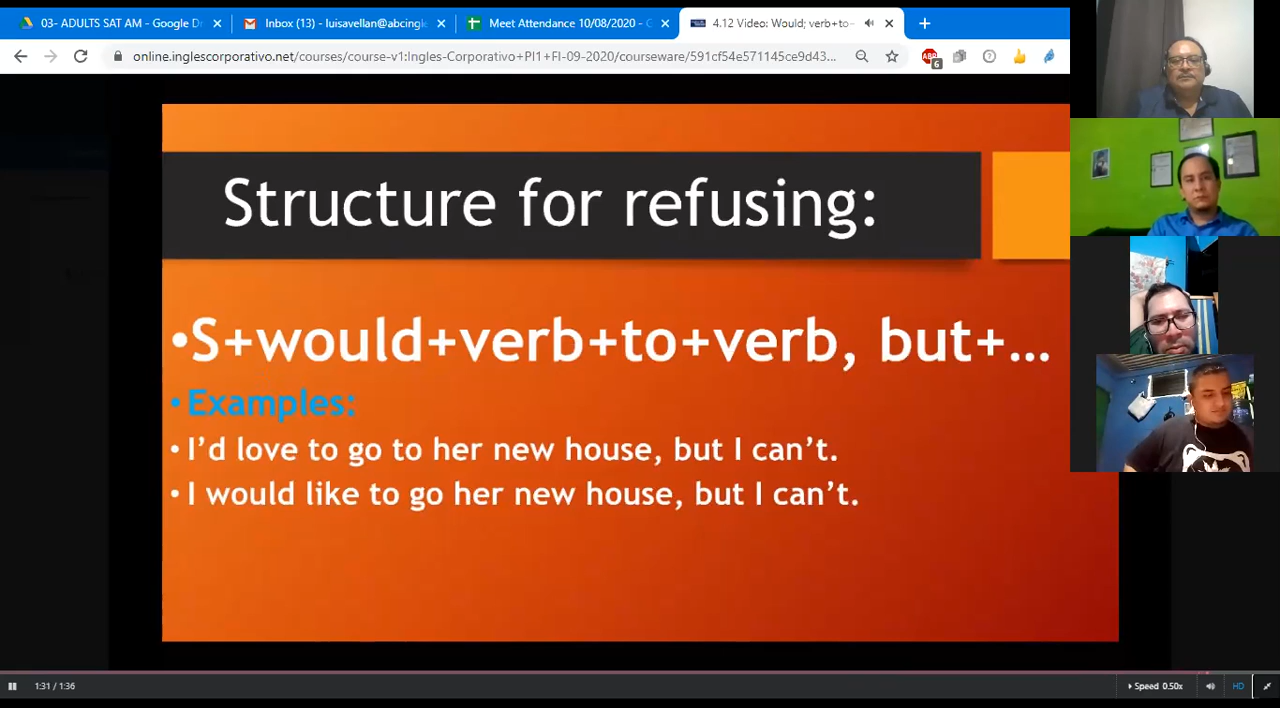 03- ADULTS SAT AM - Google Dr
Inbox (13) - luisavellan@abcingle
Meet Attendance 10/08/2020 - G
4.12 Video: Would; verb+to
online.inglescorporativo.net/courses/course-v1:Ingles-Corporativo+PI1+FI-09-2020/courseware/591cf54e571145ce9d43...
ABP
6
Structure for refusing:
•S+would+verb+to+verb, but+...
• Examples:
• I'd love to go to her new house, but I can't.
• I would like to go her new house, but I can't.
1:31 / 1:36
Speed 0.50x
HD